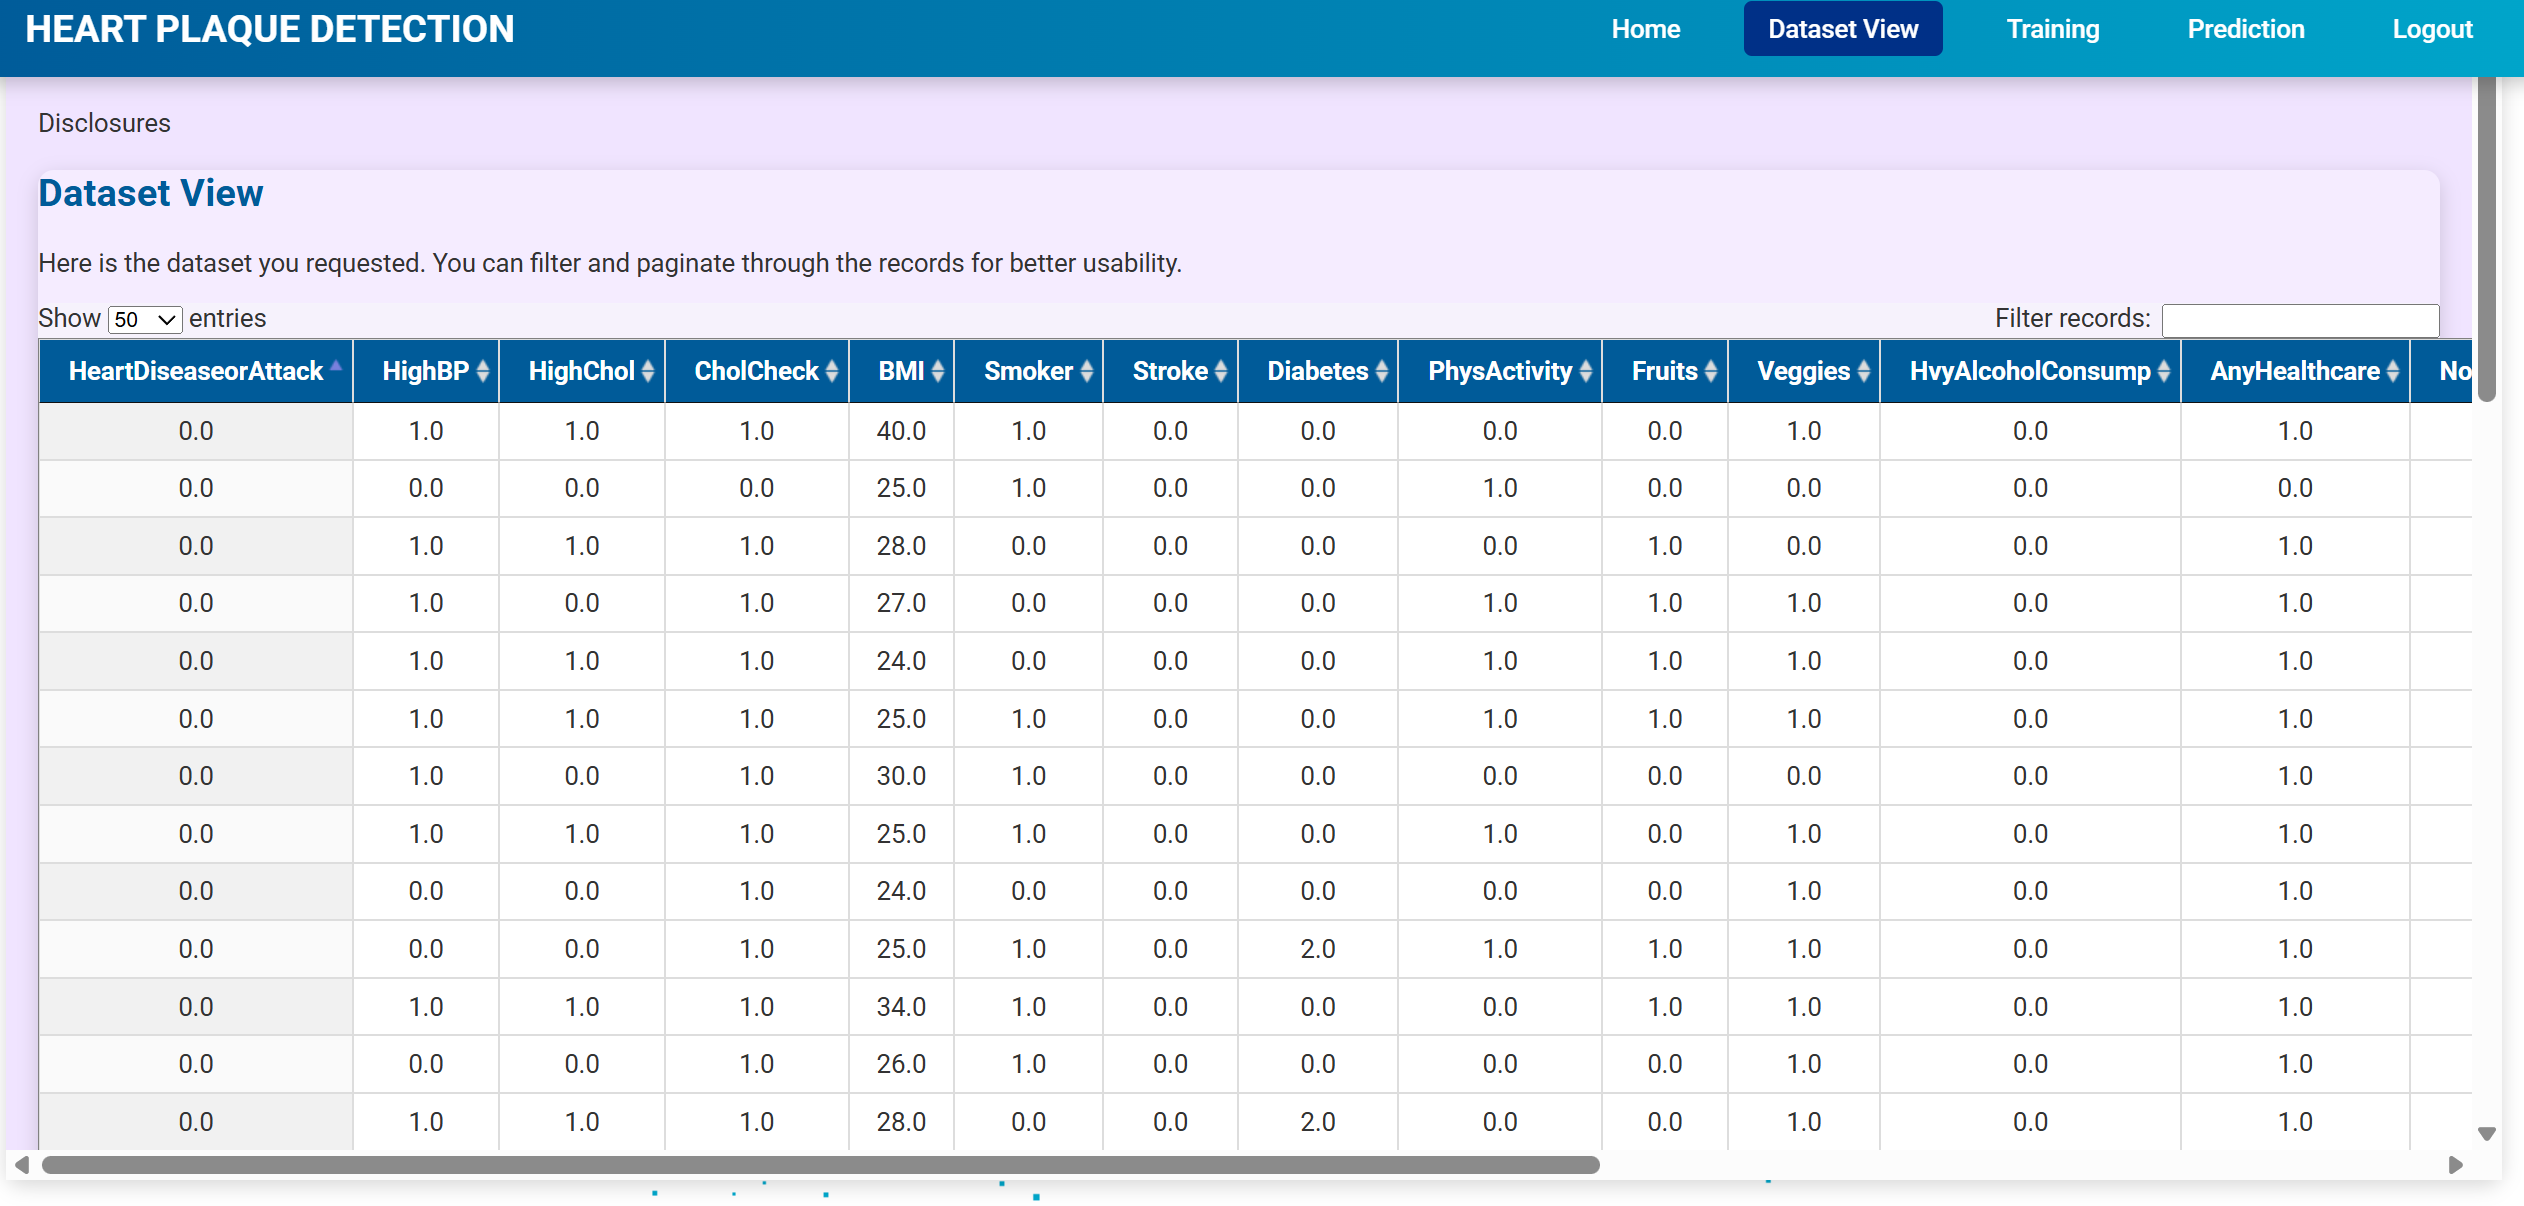 HEART PLAQUE DETECTION Home Dataset View Training Prediction Logout
Disclosures
Dataset View
Here is the dataset you requested. You can filter and paginate through the records for better usability.
Show 50 entries Filter records:
HeartDiseaseorAttack HighBP HighChol CholCheck BMI Smoker Stroke Diabetes PhysActivity Fruits Veggies HvyAlcoholConsump AnyHealthcare No
0.0 1.0 1.0 1.0 40.0 1.0 0.0 0.0 0.0 0.0 1.0 0.0 1.0
0.0 0.0 0.0 0.0 25.0 1.0 0.0 0.0 1.0 0.0 0.0 0.0 0.0
0.0 1.0 1.0 1.0 28.0 0.0 0.0 0.0 0.0 1.0 0.0 0.0 1.0
0.0 1.0 0.0 1.0 27.0 0.0 0.0 0.0 1.0 1.0 1.0 0.0 1.0
0.0 1.0 1.0 1.0 24.0 0.0 0.0 0.0 1.0 1.0 1.0 0.0 1.0
0.0 1.0 1.0 1.0 25.0 1.0 0.0 0.0 1.0 1.0 1.0 0.0 1.0
0.0 1.0 0.0 1.0 30.0 1.0 0.0 0.0 0.0 0.0 0.0 0.0 1.0
0.0 1.0 1.0 1.0 25.0 1.0 0.0 0.0 1.0 0.0 1.0 0.0 1.0
0.0 0.0 0.0 1.0 24.0 0.0 0.0 0.0 0.0 0.0 1.0 0.0 1.0
0.0 0.0 0.0 1.0 25.0 1.0 0.0 2.0 1.0 1.0 1.0 0.0 1.0
0.0 1.0 1.0 1.0 34.0 1.0 0.0 0.0 0.0 1.0 1.0 0.0 1.0
0.0 0.0 0.0 1.0 26.0 1.0 0.0 0.0 0.0 0.0 1.0 0.0 1.0
0.0 1.0 1.0 1.0 28.0 0.0 0.0 2.0 0.0 0.0 1.0 0.0 1.0